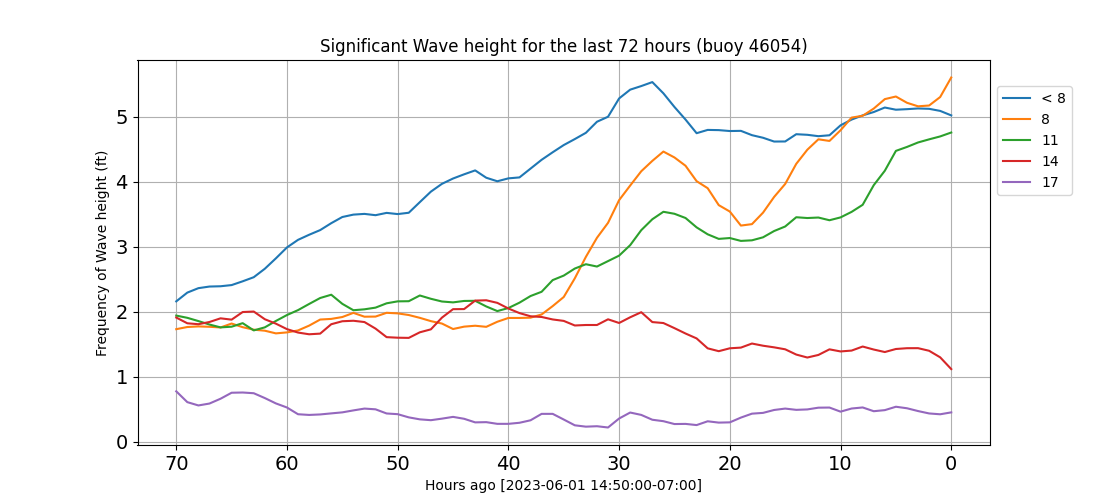 Significant Wave height for the last 72 hours (buoy 46054)
Frequency of Wave height (ft)
5
4
3
2
1
0
70 60 50 40 30 20 10 0
Hours ago [2023-06-01 14:50:00-07:00]
< 8
8
11
14
17